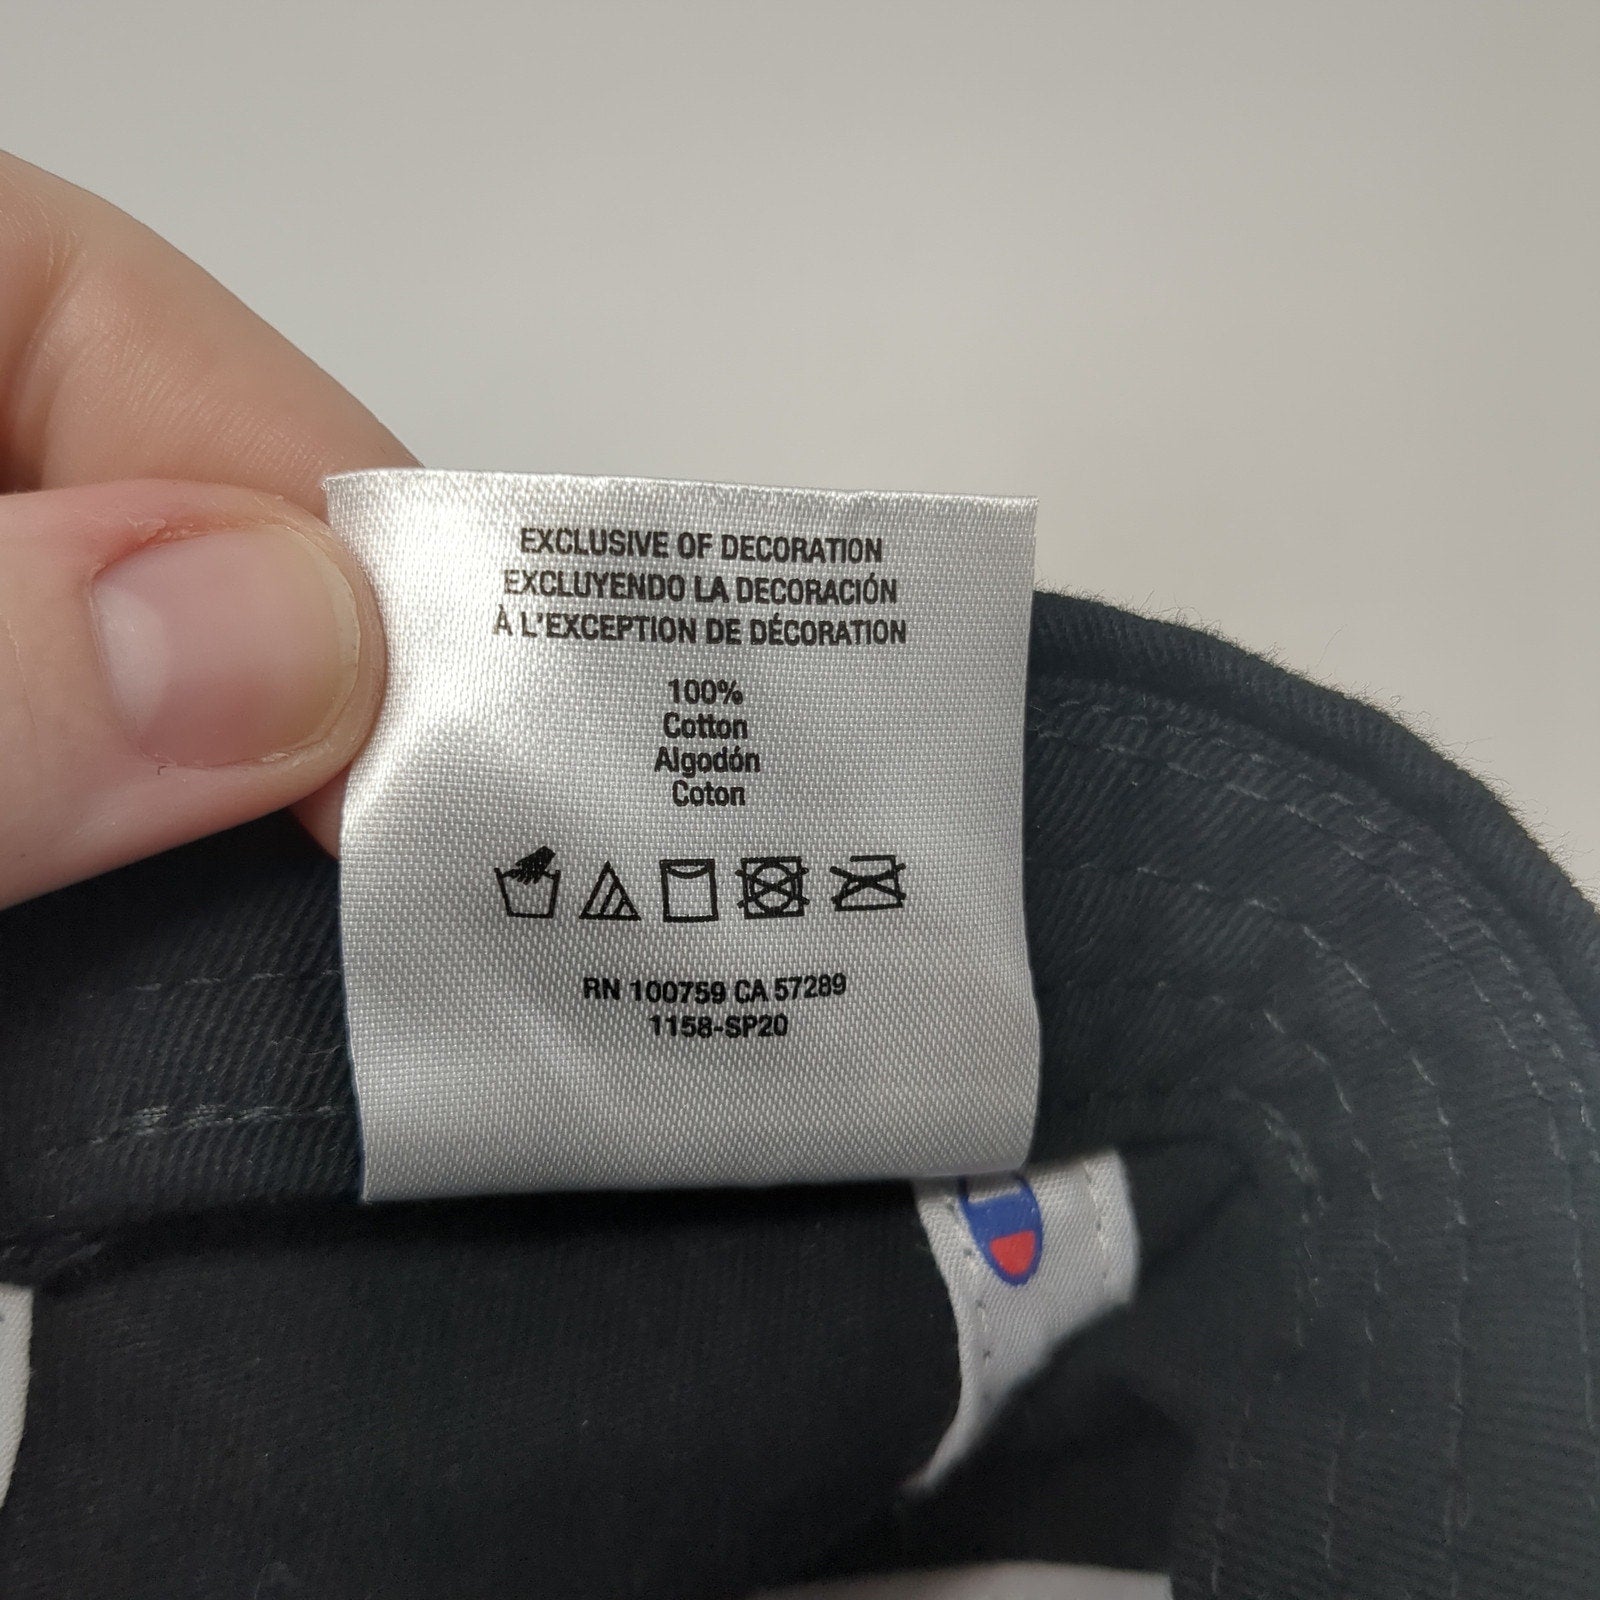 EXCLUSIVE OF DECORATION
EXCLUYENDO LA DECORACIÓN
À L'EXCEPTION DE DÉCORATION
100%
Cotton
Algodón
Coton
RN 100759 CA 57289
1158-SP20